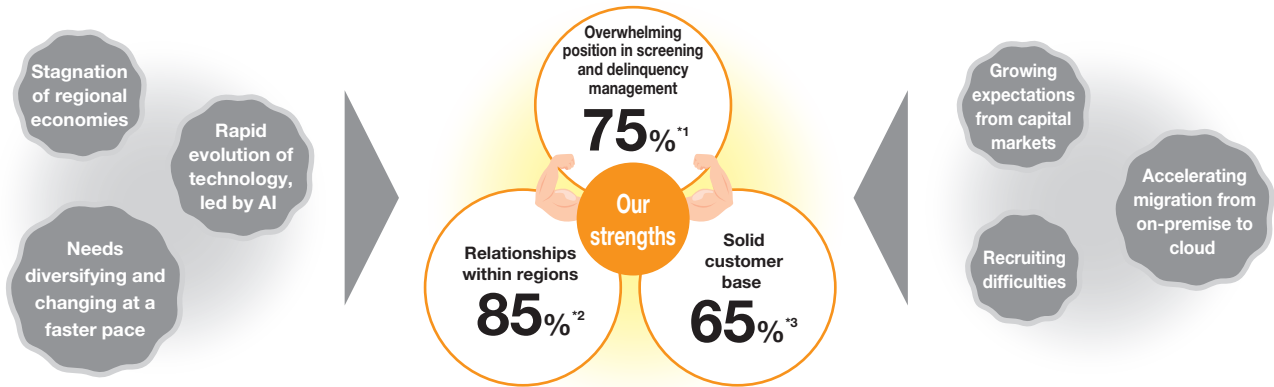 Stagnation
of regional
economies
Rapid
evolution of
technology,
led by AI
Needs
diversifying and
changing at a
faster pace
Overwhelming
position in screening
and delinquency
management
75%*1
Our
strengths
Relationships
within regions
85%*2
Solid
customer
base
65%*3
Growing
expectations
from capital
markets
Accelerating
migration from
on-premise to
cloud
Recruiting
difficulties